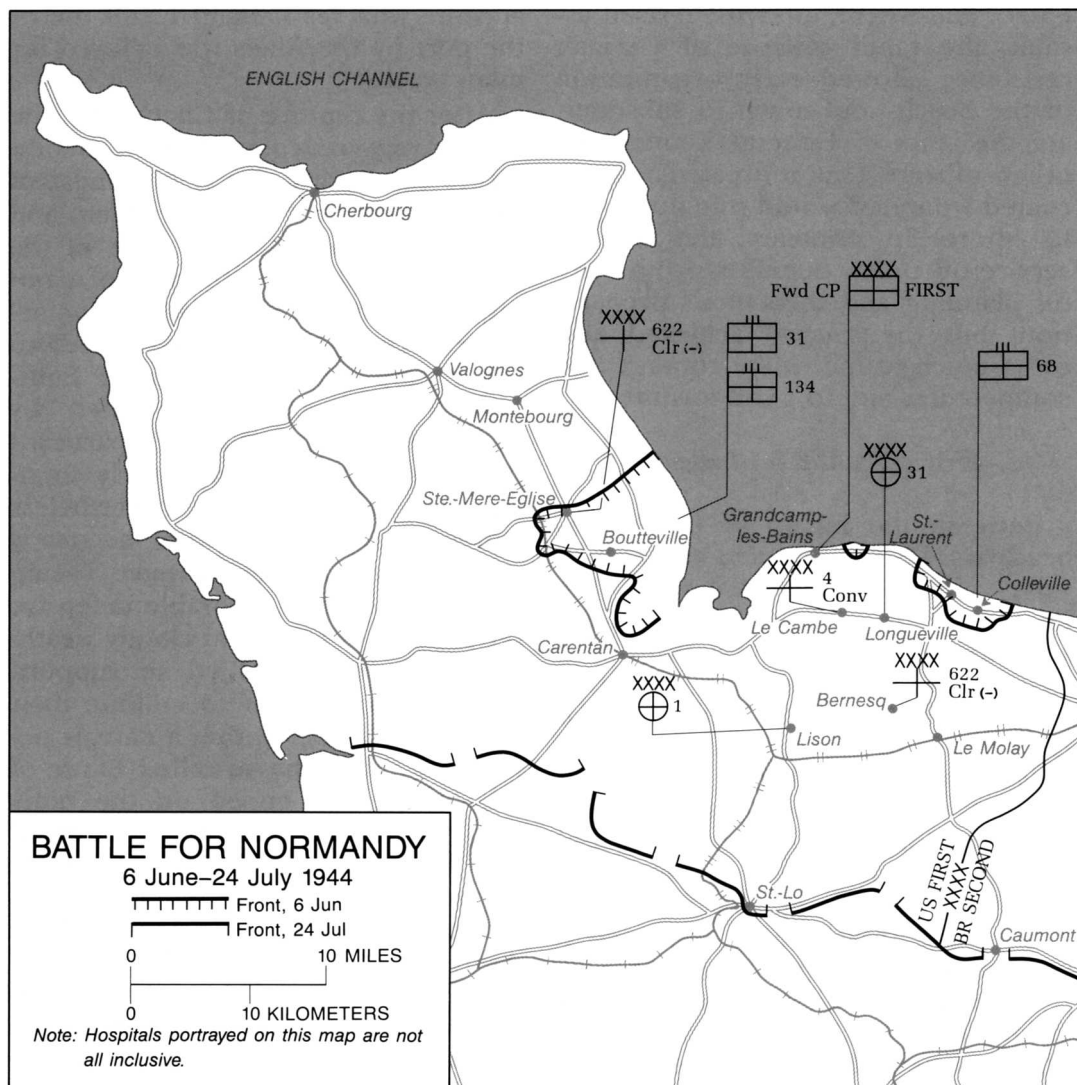 ENGLISH CHANNEL
Cherbourg
XXXX
Fwd CP FIRST
XXXX
622
Clr (-)
31
134
68
Valognes
Montebourg
XXXX
31
Ste.-Mere-Eglise
Boutteville
Grandcamp-
les-Bains
St.-
Laurent
Colleville
XXXX
4
Conv
Le Cambe
Longueville
Carentan
XXXX
622
Clr (-)
XXXX
1
Bernesq
Lison
Le Molay
St.-Lo
US FIRST
XXXX
BR SECOND
Caumont
BATTLE FOR NORMANDY
6 June–24 July 1944
Front, 6 Jun
Front, 24 Jul
0 10 MILES
0 10 KILOMETERS
Note: Hospitals portrayed on this map are not
all inclusive.